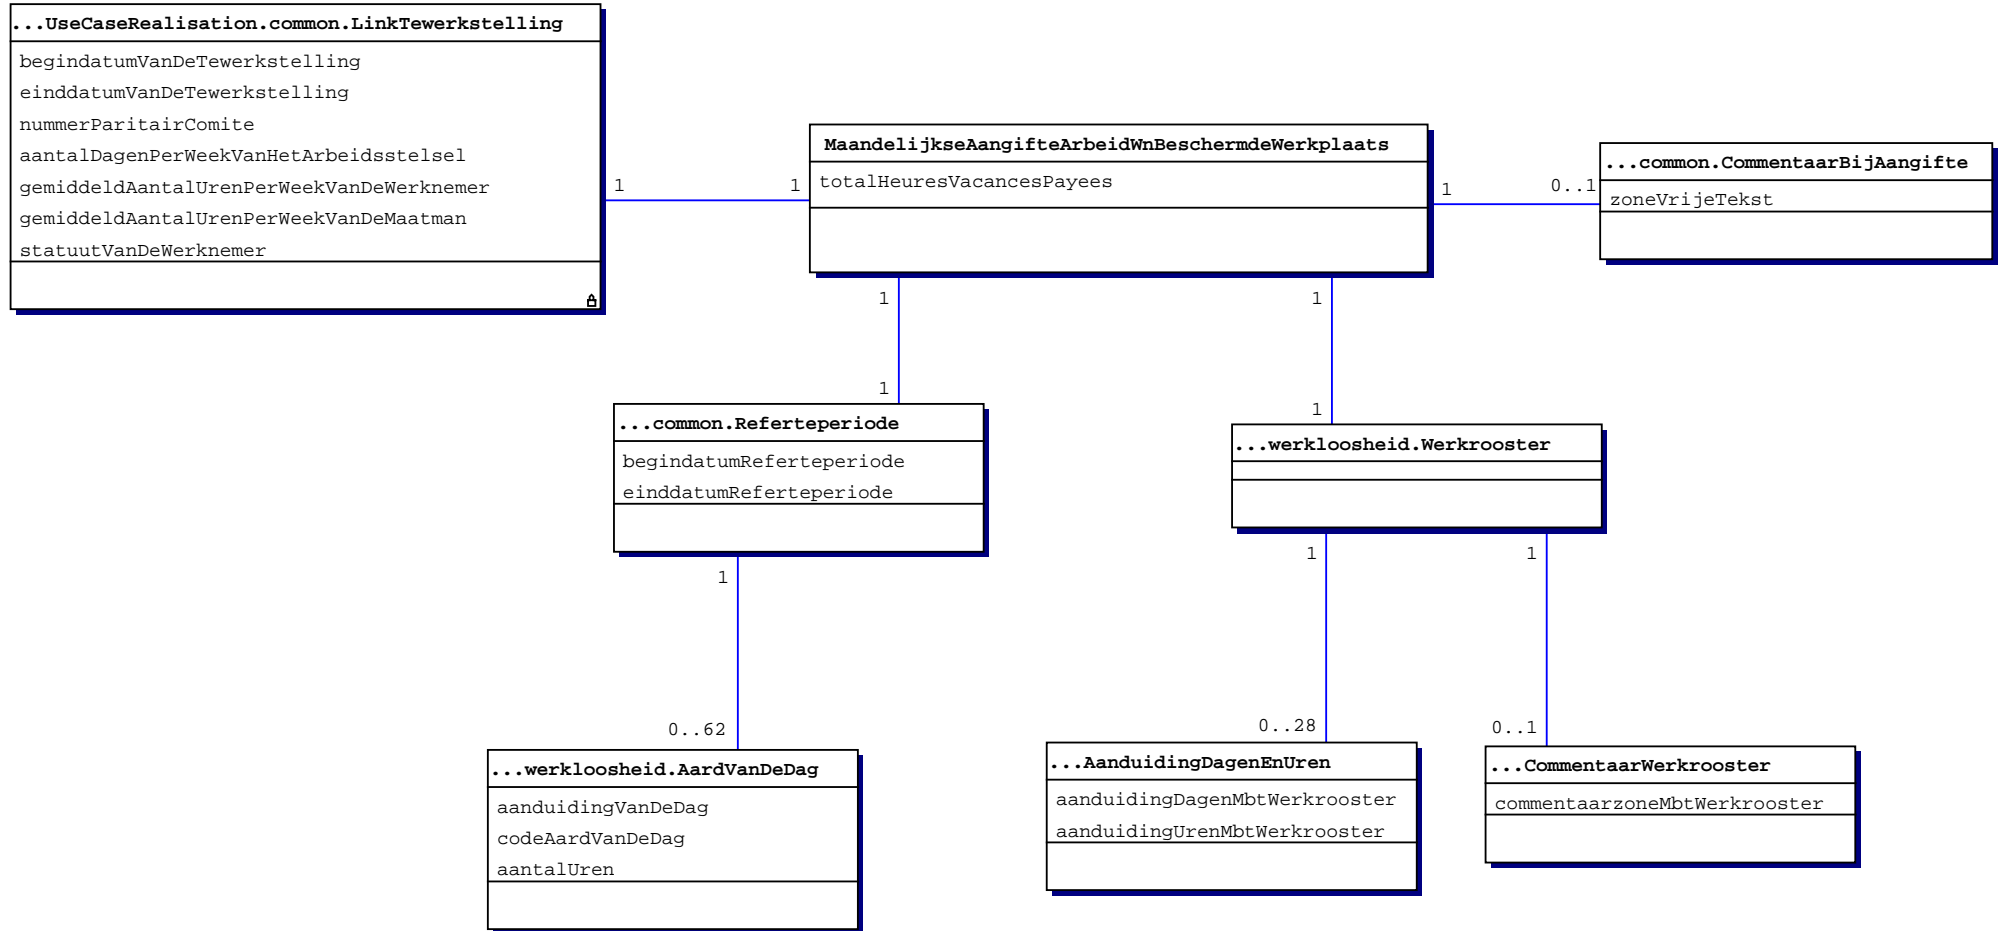 ...UseCaseRealisation.common.LinkTewerkstelling
begindatumVanDeTewerkstelling
einddatumVanDeTewerkstelling
nummerParitairComite
aantalDagenPerWeekVanHetArbeidsstelsel
gemiddeldAantalUrenPerWeekVanDeWerknemer
gemiddeldAantalUrenPerWeekVanDeMaatman
statuutVanDeWerknemer
1
1
MaandelijkseAangifteArbeidWnBeschermdeWerkplaats
totalHeuresVacancesPayees
1
0..1
...common.CommentaarBijAangifte
zoneVrijeTekst
1
1
1
1
...common.Referteperiode
begindatumReferteperiode
einddatumReferteperiode
...werkloosheid.Werkrooster
1
1
1
0..62
0..28
0..1
...werkloosheid.AardVanDeDag
aanduidingVanDeDag
codeAardVanDeDag
aantalUren
...AanduidingDagenEnUren
aanduidingDagenMbtWerkrooster
aanduidingUrenMbtWerkrooster
...CommentaarWerkrooster
commentaarzoneMbtWerkrooster